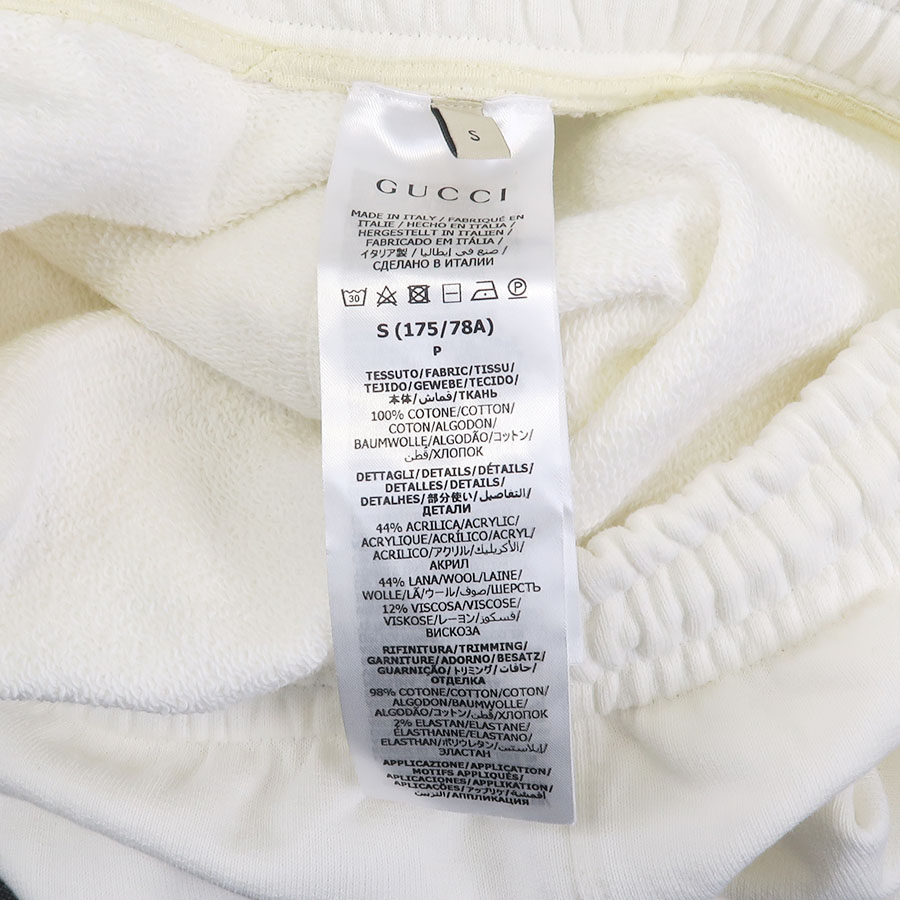 S
GUCCI
MADE IN ITALY / FABRIQUÉ EN
ITALIE / HECHO EN ITALIA /
HERGESTELLT IN ITALIEN /
FABRICADO EM ITÁLIA /
イタリア製 / صنع في إيطاليا /
СДЕЛАНО В ИТАЛИИ
30
P
S (175/78A)
P
TESSUTO/FABRIC/TISSU/
TEJIDO/GEWEBE/TECIDO/
本体/قماش/ТКАНЬ
100% COTONE/COTTON/
COTON/ALGODON/
BAUMWOLLE/ALGODÃO/コットン/
قطن/ХЛОПОК
DETTAGLI/DETAILS/DÉTAILS/
DETALLES/DETAILS/
DETALHES/部分使い/التفاصيل/
ДЕТАЛИ
44% ACRILICA/ACRYLIC/
ACRYLIQUE/ACRÍLICO/ACRYL/
ACRILICO/アクリル/الأكريليك/
АКРИЛ
44% LANA/WOOL/LAINE/
WOLLE/LÃ/ウール/صوف/ШЕРСТЬ
12% VISCOSA/VISCOSE/
VISKOSE/レーヨン/فسكوز/
ВИСКОЗА
RIFINITURA/TRIMMING/
GARNITURE/ADORNO/BESATZ/
GUARNIÇÃO/トリミング/حافات/
ОТДЕЛКА
98% COTONE/COTTON/COTON/
ALGODON/BAUMWOLLE/
ALGODÃO/コットン/قطن/ХЛОПОК
2% ELASTAN/ELASTANE/
ÉLASTHANNE/ELASTANO/
ELASTHAN/ポリウレタン/إيلاستين/
ЭЛАСТАН
APPLICAZIONE/APPLICATION/
MOTIFS APPLIQUÉS/
APLICACIONES/APPLIKATION/
APLICAÇÕES/アップリケ/أقمشة
التزيين/АППЛИКАЦИЯ